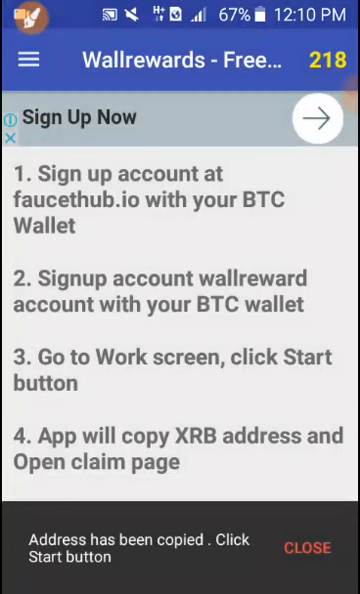 67% 12:10 PM
Wallrewards - Free... 218
Sign Up Now
1. Sign up account at
faucethub.io with your BTC
Wallet
2. Signup account wallreward
account with your BTC wallet
3. Go to Work screen, click Start
button
4. App will copy XRB address and
Open claim page
Address has been copied . Click
Start button
CLOSE